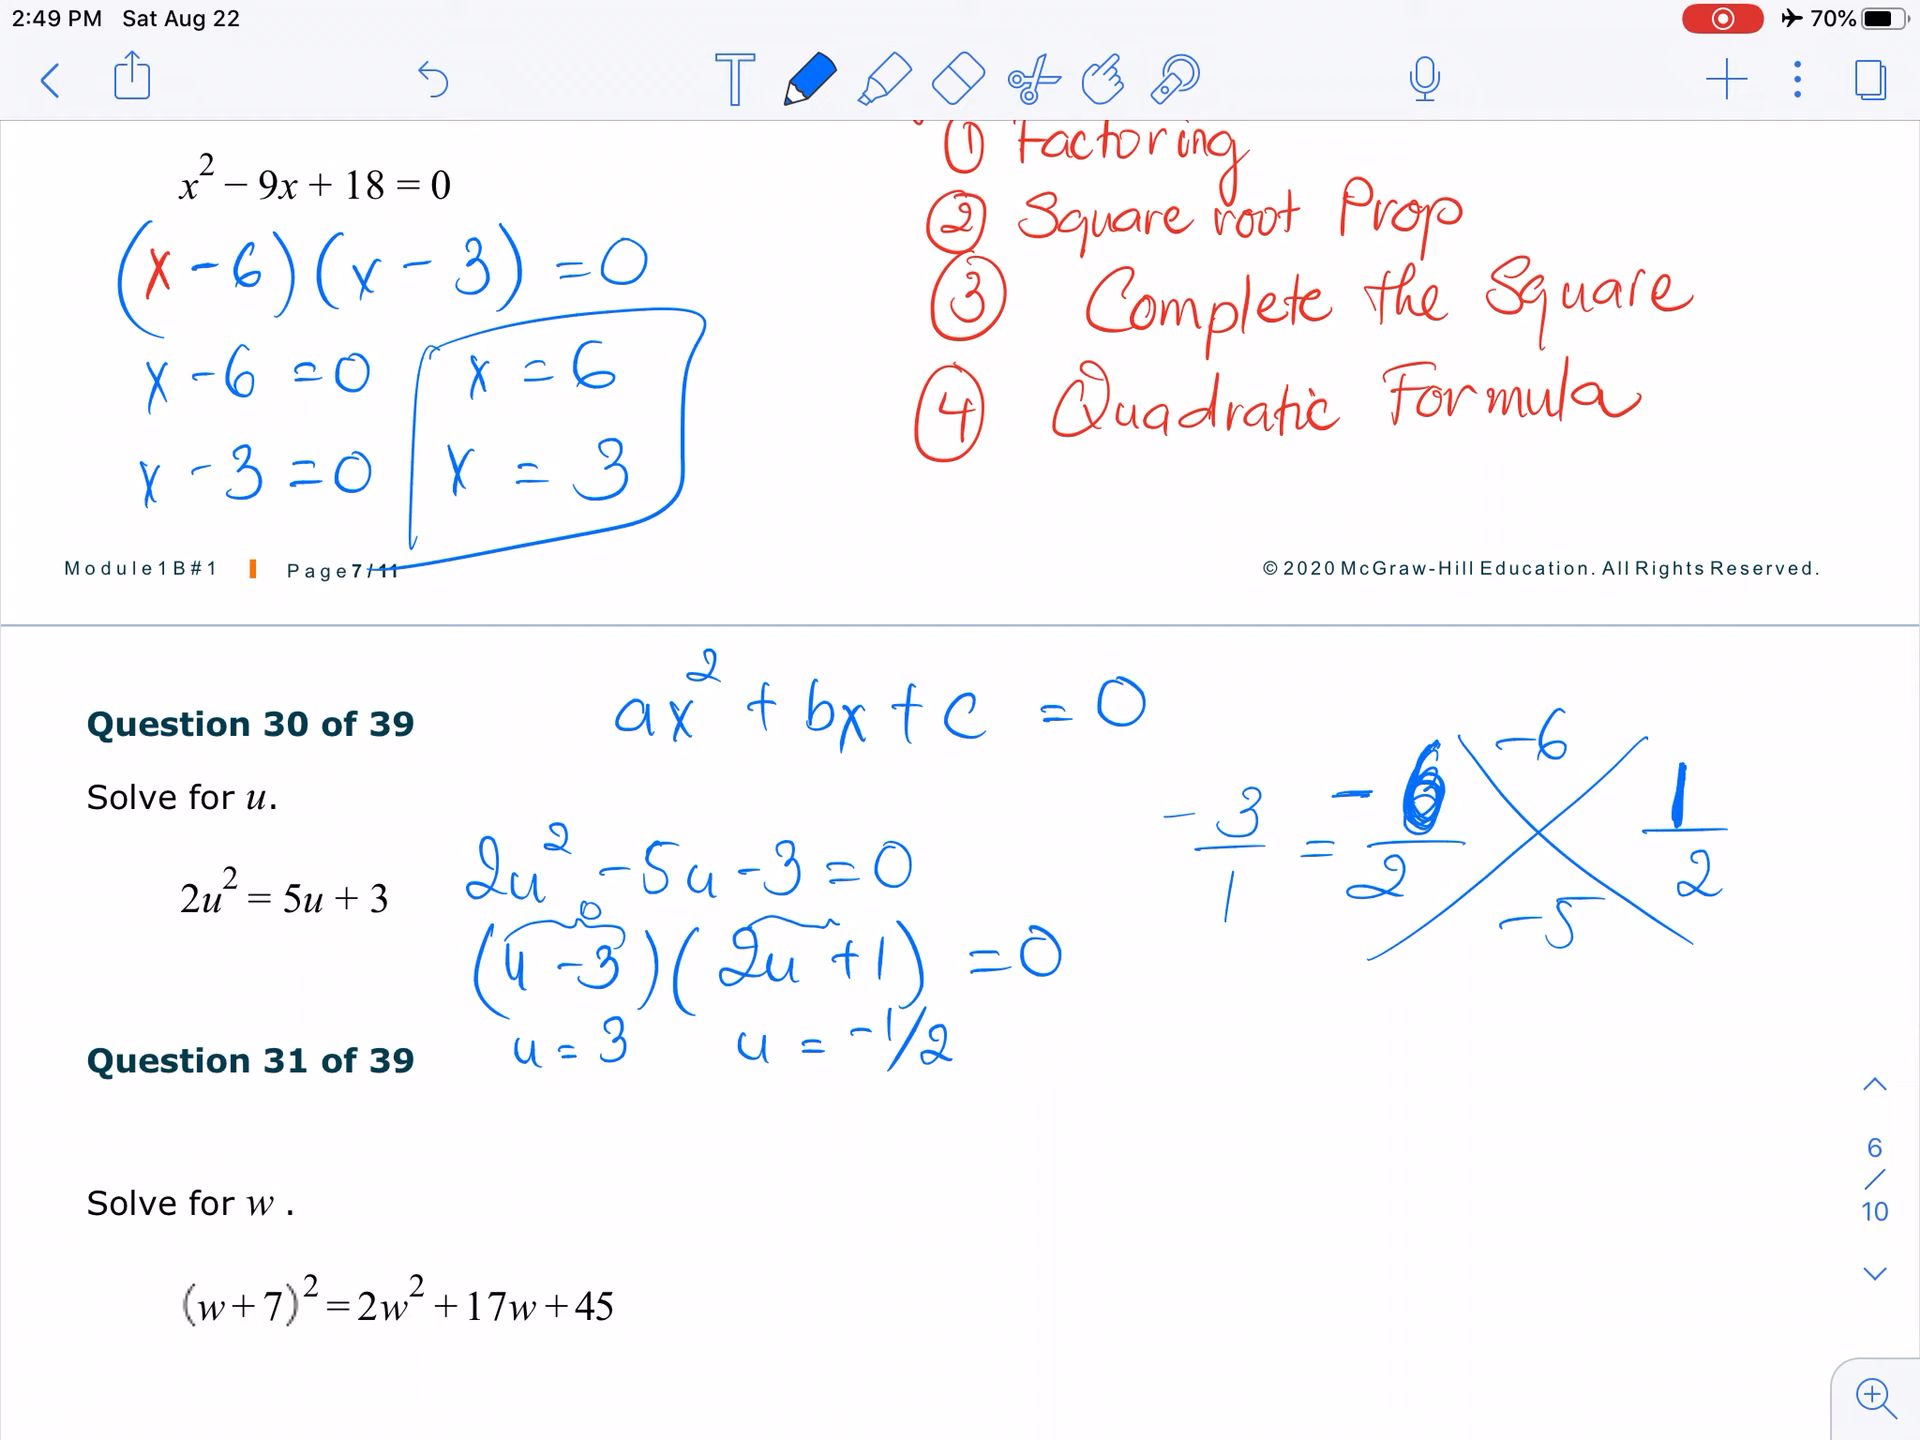 2:49 PM Sat Aug 22
70%
T
x² − 9x + 18 = 0
(x - 6)(x - 3) = 0
x - 6 = 0 x = 6
x - 3 = 0 x = 3
① Factoring
② Square root Prop
③ Complete the Square
④ Quadratic Formula
Module1B#1 Page7/11
©2020 McGraw-Hill Education. All Rights Reserved.
ax² + bx + c = 0
Question 30 of 39
Solve for u.
2u² = 5u + 3
2u² - 5u - 3 = 0
0
(u - 3)(2u + 1) = 0
u = 3 u = -1/2
-3/1 = -6/2
-6
-5
1/2
Question 31 of 39
Solve for w .
(w+7)² = 2w² + 17w + 45
6
/
10